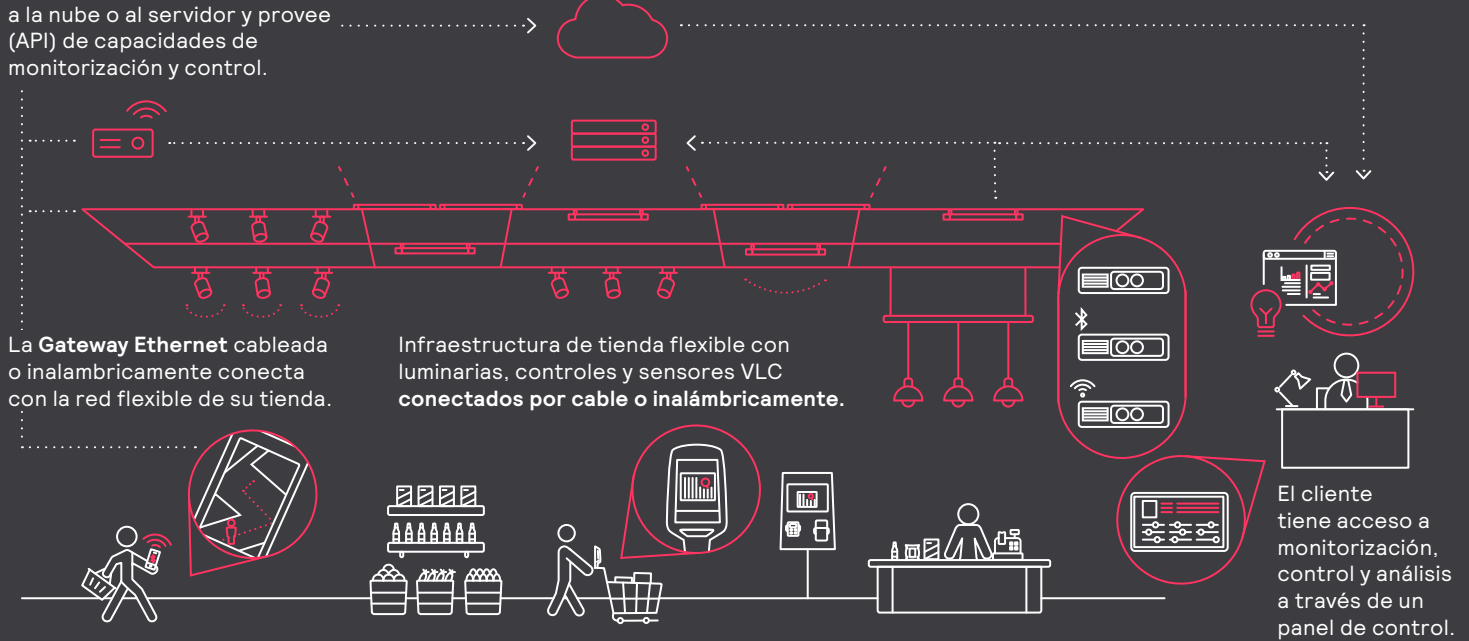 a la nube o al servidor y provee
(API) de capacidades de
monitorización y control.
La Gateway Ethernet cableada
o inalambricamente conecta
con la red flexible de su tienda.
Infraestructura de tienda flexible con
luminarias, controles y sensores VLC
conectados por cable o inalámbricamente.
El cliente
tiene acceso a
monitorización,
control y análisis
a través de un
panel de control.